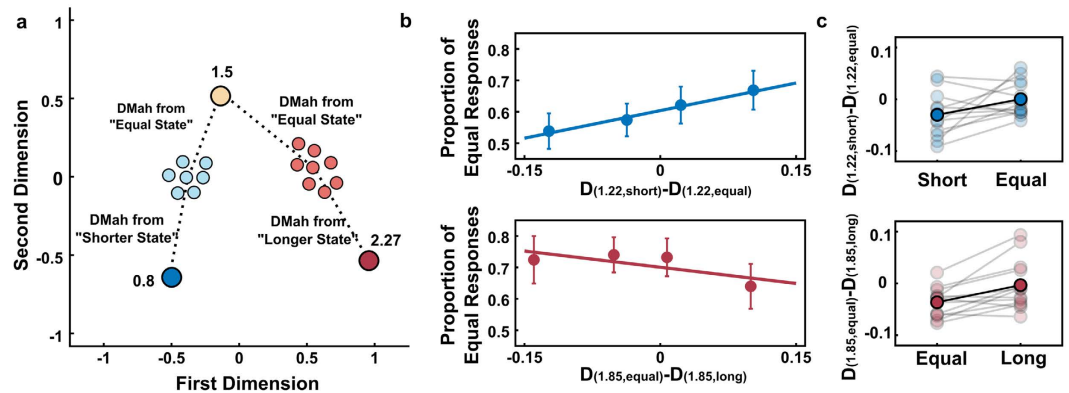 a
1
0.5
0
-0.5
-1
Second Dimension
-1
-0.5
0
0.5
1
First Dimension
1.5
DMah from
"Equal State"
DMah from
"Equal State"
DMah from
"Shorter State"
DMah from
"Longer State"
0.8
2.27
b
Proportion of
Equal Responses
0.8
0.7
0.6
0.5
-0.15
0
0.15
D(1.22,short)-D(1.22,equal)
Proportion of
Equal Responses
0.8
0.7
0.6
0.5
-0.15
0
0.15
D(1.85,equal)-D(1.85,long)
c
D(1.22,short)-D(1.22,equal)
0.1
0
-0.1
Short
Equal
D(1.85,equal)-D(1.85,long)
0.1
0
-0.1
Equal
Long